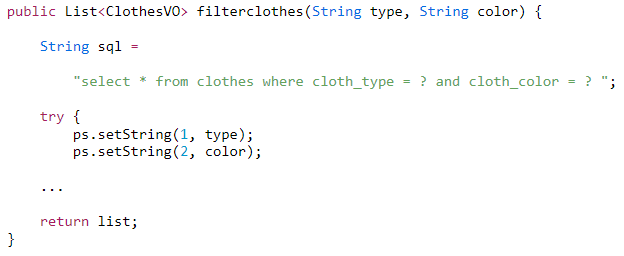 public List<ClothesVO> filterclothes(String type, String color) {
String sql =
"select * from clothes where cloth_type = ? and cloth_color = ? ";
try {
ps.setString(1, type);
ps.setString(2, color);
...
return list;
}